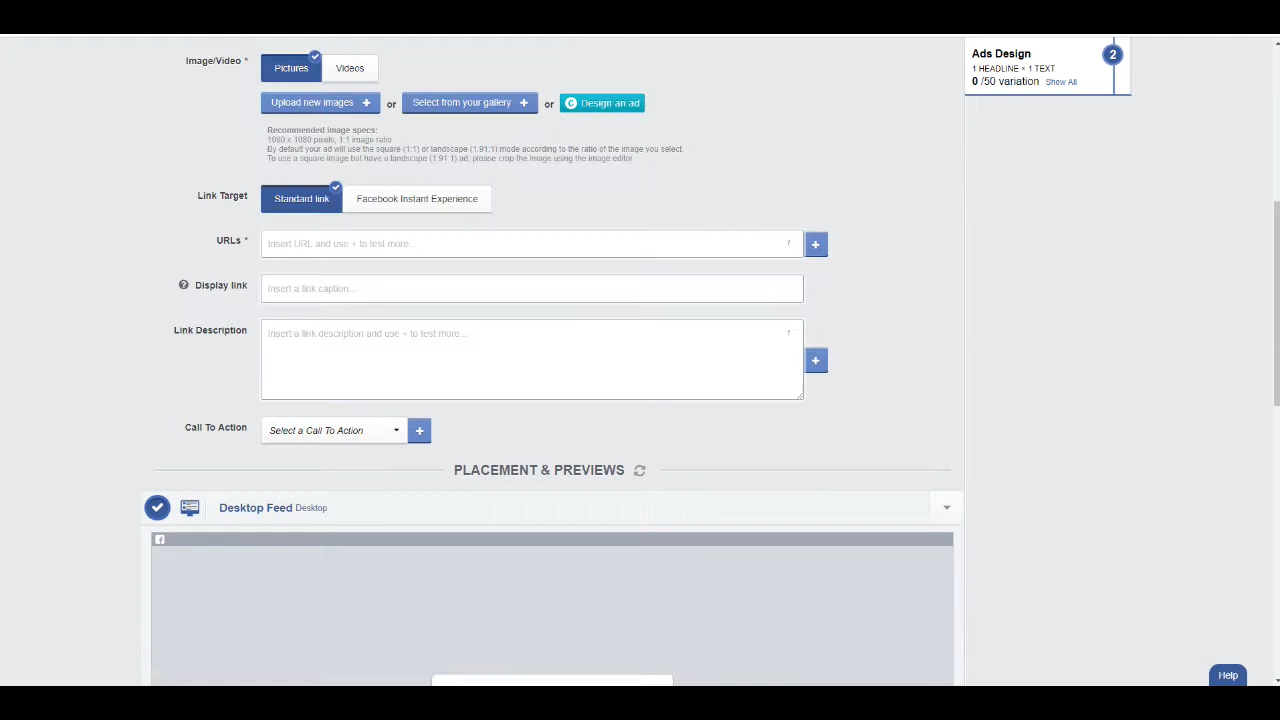 Ads Design
2
1 HEADLINE × 1 TEXT
0 /50 variation Show All
Image/Video *
Pictures
Videos
Upload new images +
or
Select from your gallery +
or
C Design an ad
Recommended image specs:
1080 x 1080 pixels, 1:1 image ratio
By default your ad will use the square (1:1) or landscape (1.91:1) mode according to the ratio of the image you select.
To use a square image but have a landscape (1.91:1) ad, please crop the image using the image editor
Link Target
Standard link
Facebook Instant Experience
URLs *
Insert URL and use + to test more...
+
? Display link
Insert a link caption...
Link Description
Insert a link description and use + to test more...
+
Call To Action
Select a Call To Action
+
PLACEMENT & PREVIEWS
Desktop Feed Desktop
f
Help